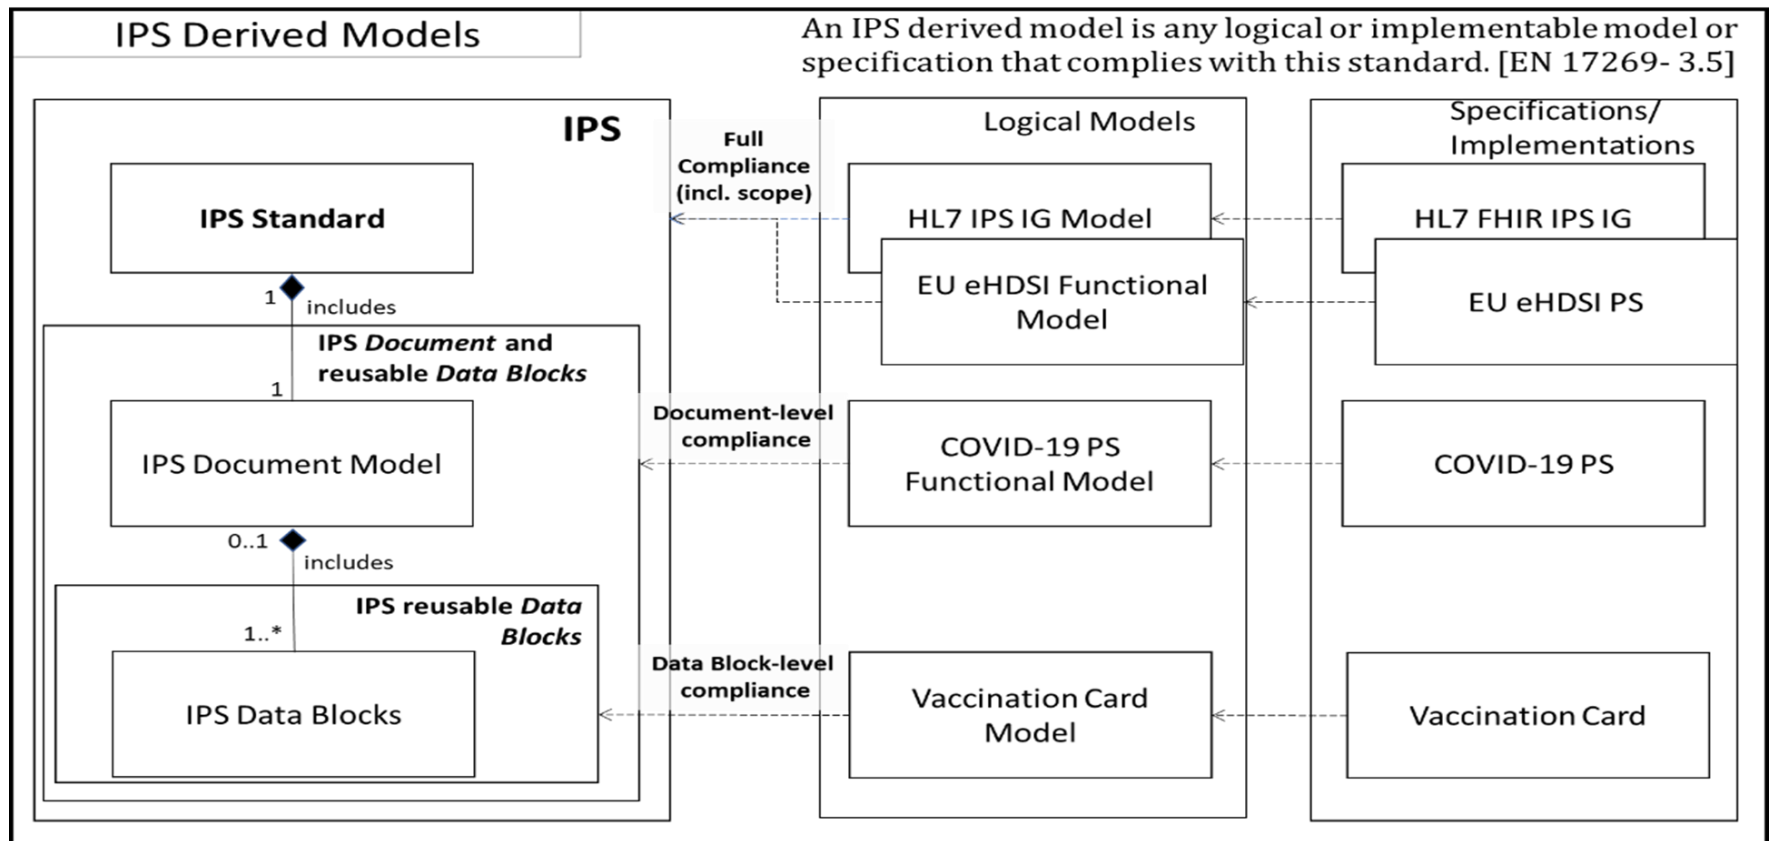 IPS Derived Models
An IPS derived model is any logical or implementable model or
specification that complies with this standard. [EN 17269- 3.5]
IPS
IPS Standard
1
includes
IPS Document and
reusable Data Blocks
1
IPS Document Model
0..1
includes
IPS reusable Data
Blocks
1..*
IPS Data Blocks
Full
Compliance
(incl. scope)
Document-level
compliance
Data Block-level
compliance
Logical Models
HL7 IPS IG Model
EU eHDSI Functional
Model
COVID-19 PS
Functional Model
Vaccination Card
Model
Specifications/
Implementations
HL7 FHIR IPS IG
EU eHDSI PS
COVID-19 PS
Vaccination Card